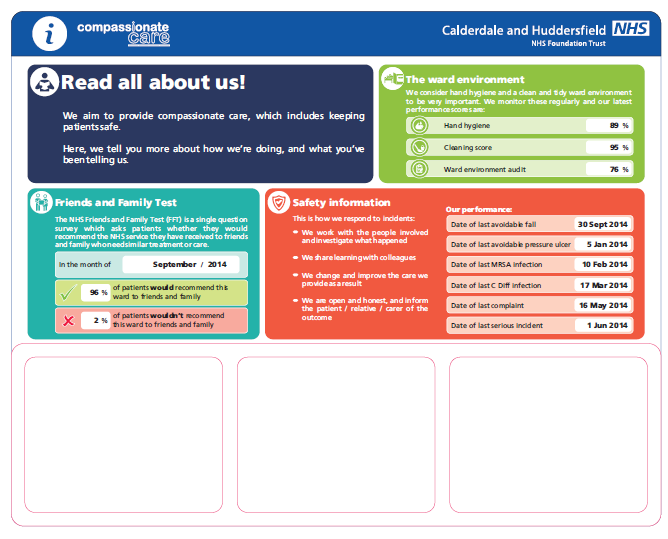 i
compassionate
care
Calderdale and Huddersfield NHS
NHS Foundation Trust
Read all about us!
We aim to provide compassionate care, which includes keeping
patients safe.
Here, we tell you more about how we're doing, and what you've
been telling us.
The ward environment
We consider hand hygiene and a clean and tidy ward environment
to be very important. We monitor these regularly and our latest
performance scores are:
Hand hygiene 89 %
Cleaning score 95 %
Ward environment audit 76 %
Friends and Family Test
The NHS Friends and Family Test (FFT) is a single question
survey which asks patients whether they would
recommend the NHS service they have received to friends
and family who need similar treatment or care.
In the month of September / 2014
96 % of patients would recommend this
ward to friends and family
2 % of patients wouldn't recommend
this ward to friends and family
Safety information
This is how we respond to incidents:
We work with the people involved
and investigate what happened
We share learning with colleagues
We change and improve the care we
provide as a result
We are open and honest, and inform
the patient / relative / carer of the
outcome
Our performance:
Date of last avoidable fall 30 Sept 2014
Date of last avoidable pressure ulcer 5 Jan 2014
Date of last MRSA infection 10 Feb 2014
Date of last C Diff infection 17 Mar 2014
Date of last complaint 16 May 2014
Date of last serious incident 1 Jun 2014